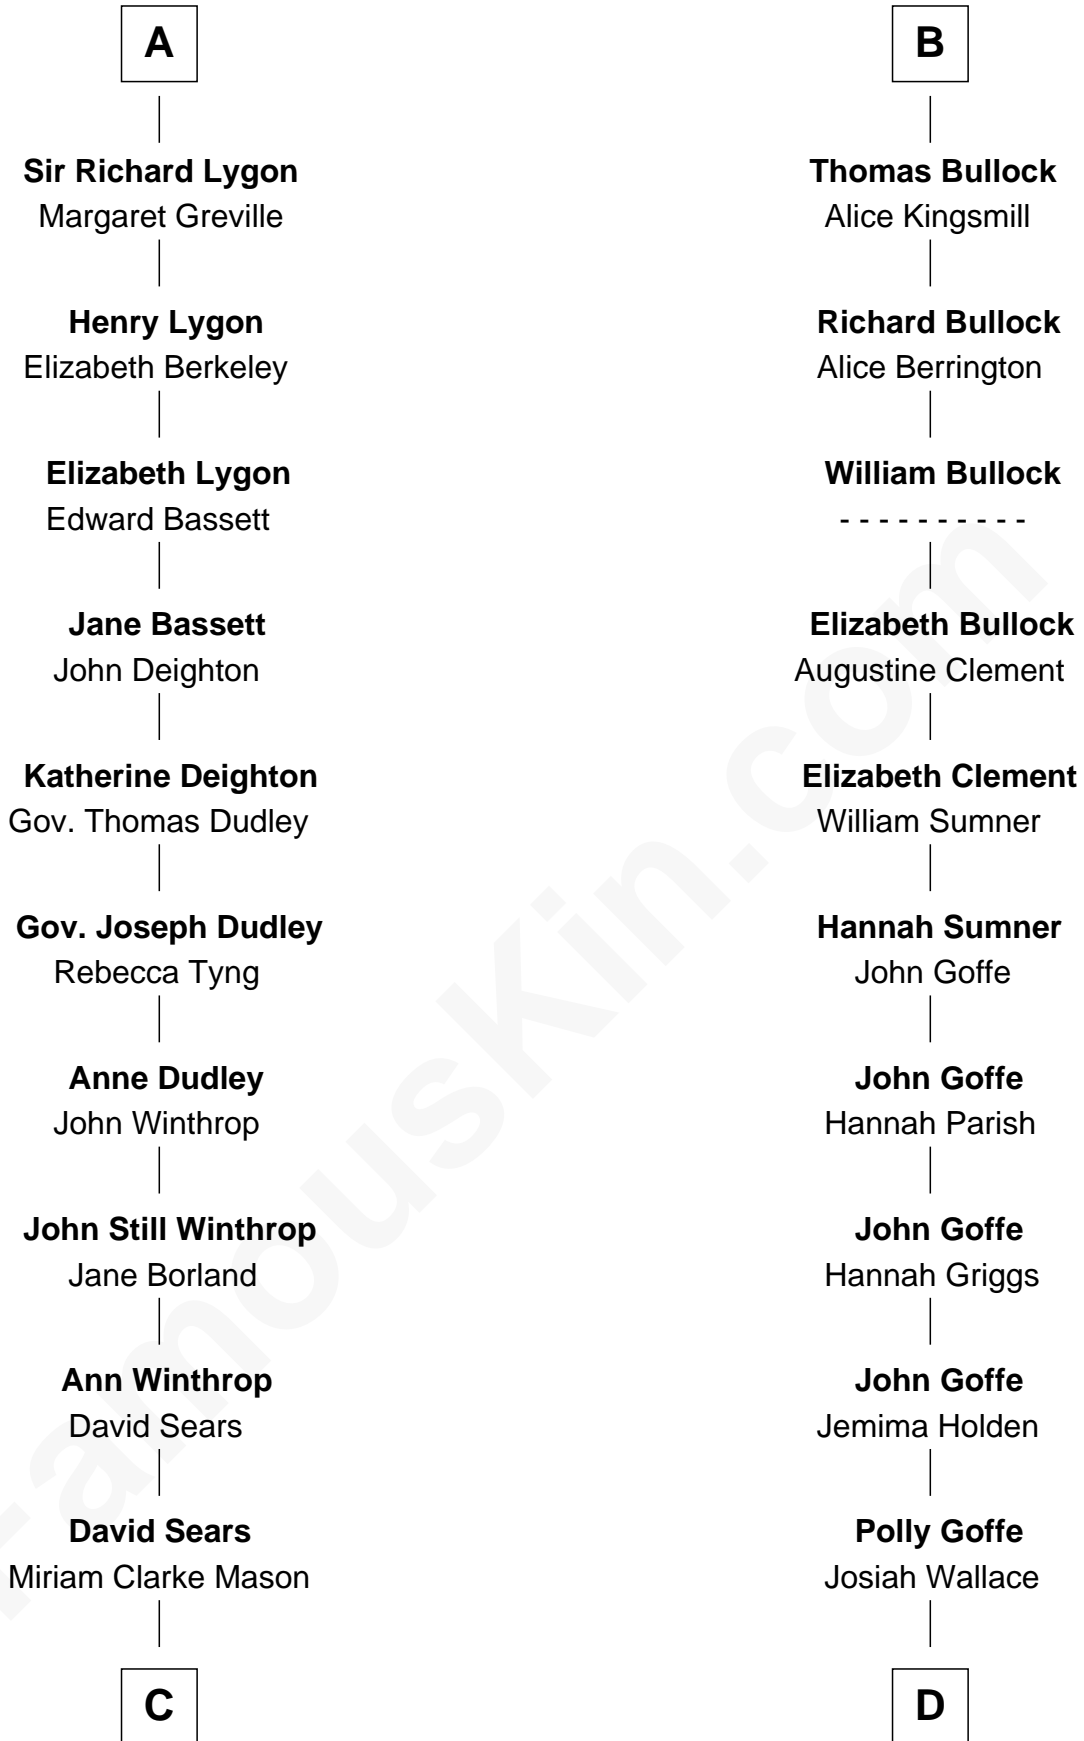 A
Sir Richard Lygon
Margaret Greville
Henry Lygon
Elizabeth Berkeley
Elizabeth Lygon
Edward Bassett
Jane Bassett
John Deighton
Katherine Deighton
Gov. Thomas Dudley
Gov. Joseph Dudley
Rebecca Tyng
Anne Dudley
John Winthrop
John Still Winthrop
Jane Borland
Ann Winthrop
David Sears
David Sears
Miriam Clarke Mason
C
B
Thomas Bullock
Alice Kingsmill
Richard Bullock
Alice Berrington
William Bullock
- - - - - - - - - -
Elizabeth Bullock
Augustine Clement
Elizabeth Clement
William Sumner
Hannah Sumner
John Goffe
John Goffe
Hannah Parish
John Goffe
Hannah Griggs
John Goffe
Jemima Holden
Polly Goffe
Josiah Wallace
D
FamousKin.com